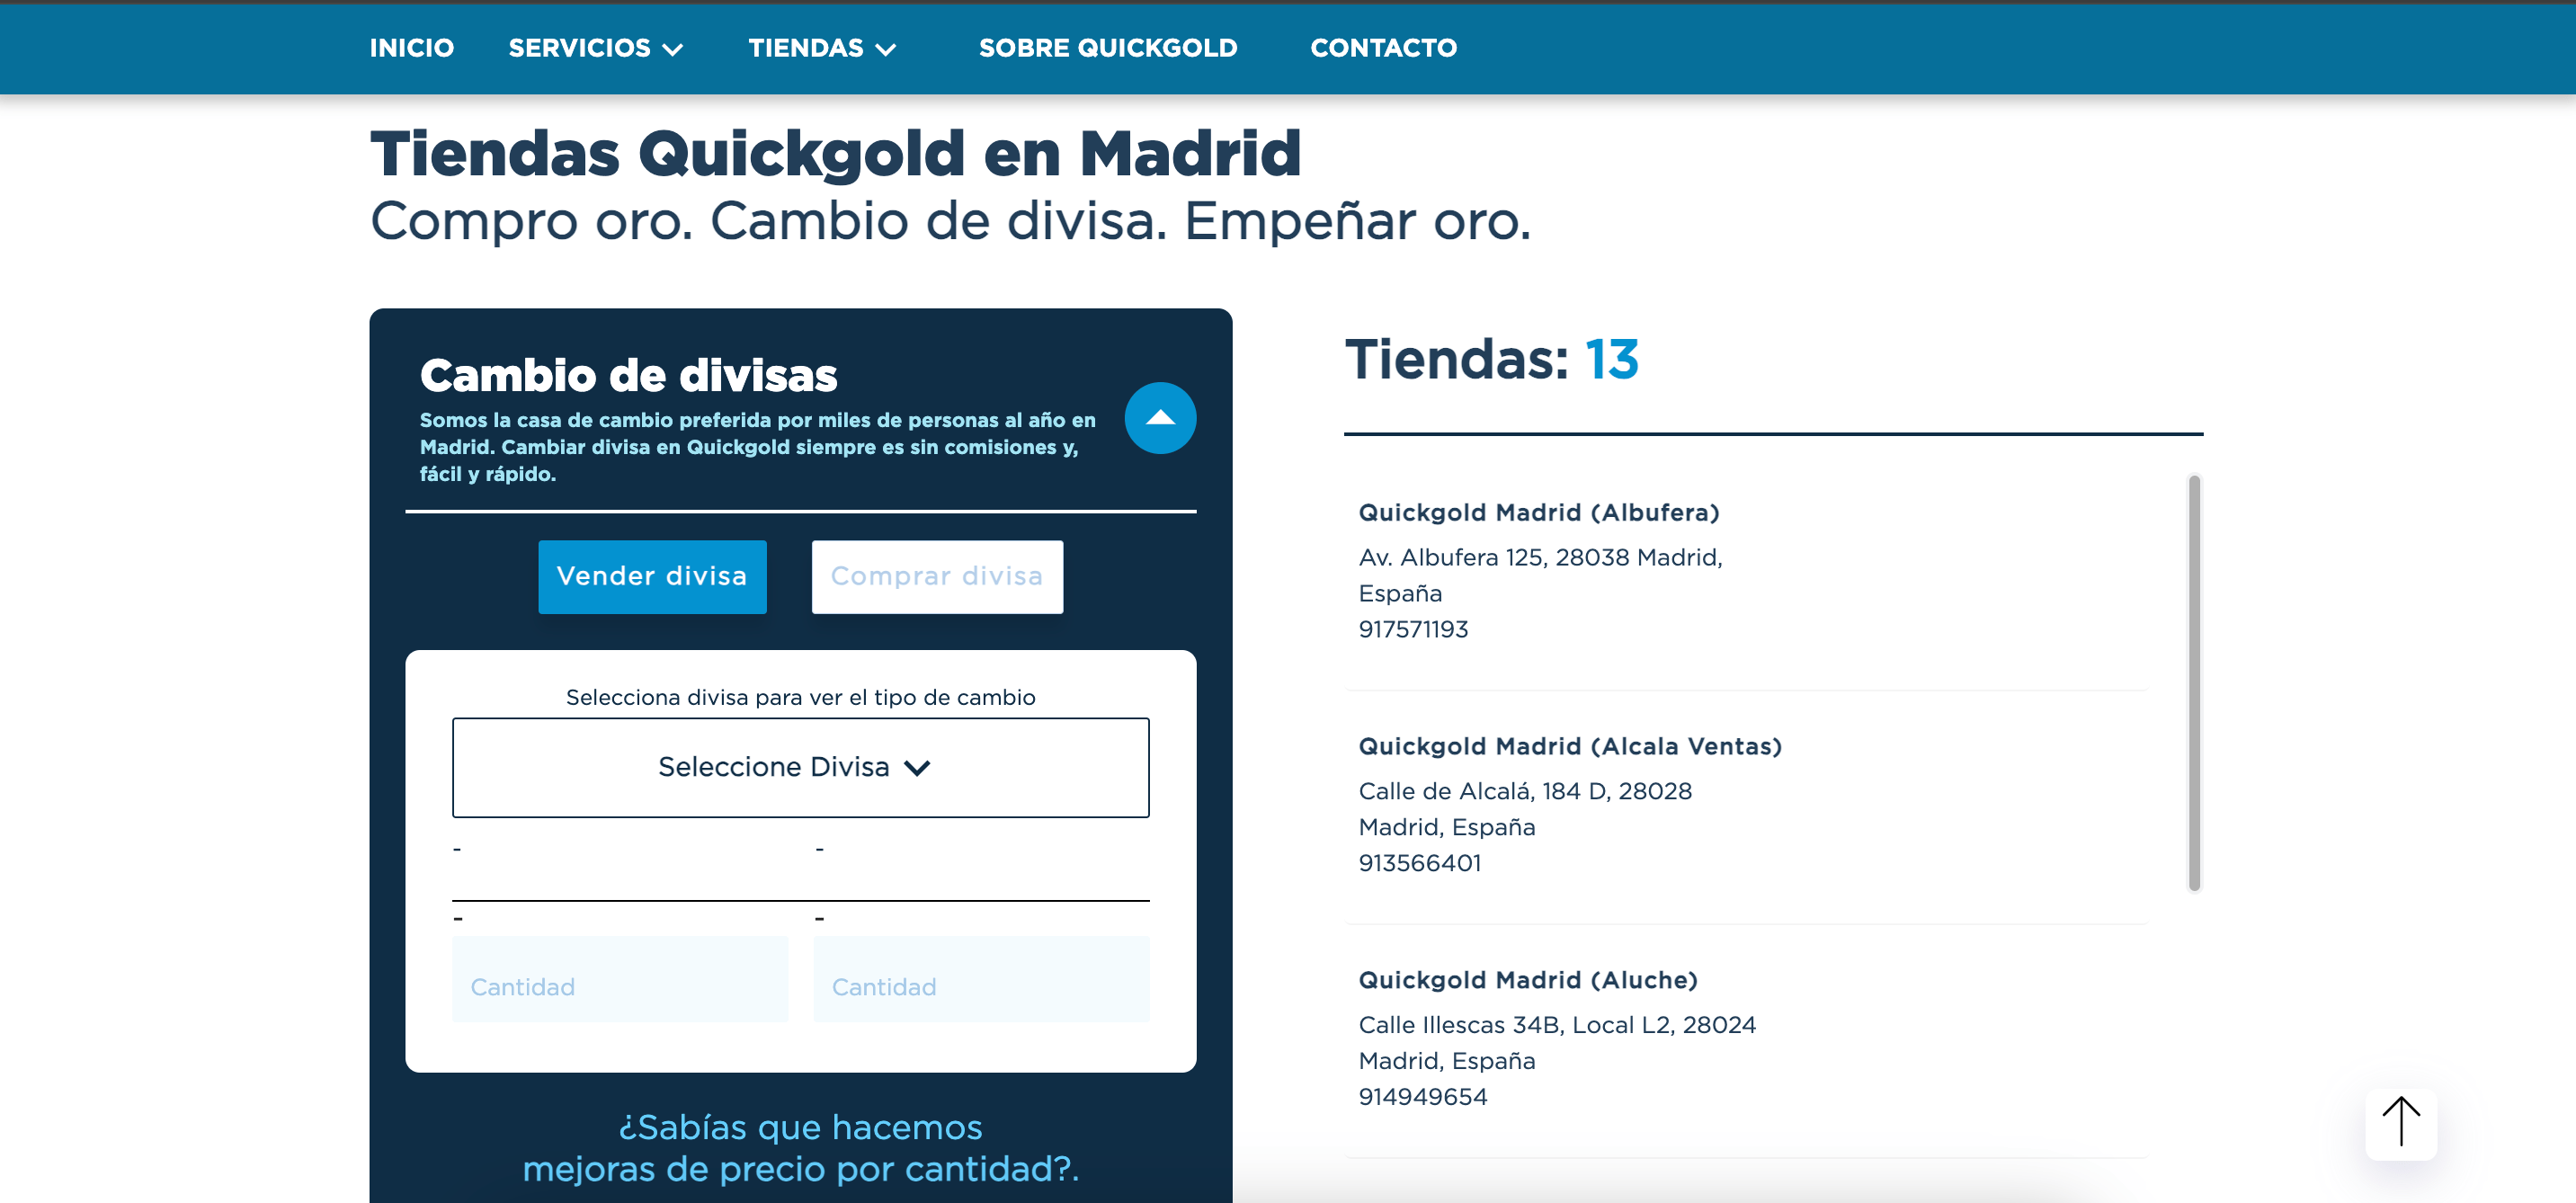 INICIO SERVICIOS TIENDAS SOBRE QUICKGOLD CONTACTO
Tiendas Quickgold en Madrid
Compro oro. Cambio de divisa. Empeñar oro.
Cambio de divisas
Somos la casa de cambio preferida por miles de personas al año en
Madrid. Cambiar divisa en Quickgold siempre es sin comisiones y,
fácil y rápido.
Vender divisa Comprar divisa
Selecciona divisa para ver el tipo de cambio
Seleccione Divisa
- -
- -
Cantidad Cantidad
¿Sabías que hacemos
mejoras de precio por cantidad?.
Tiendas: 13
Quickgold Madrid (Albufera)
Av. Albufera 125, 28038 Madrid,
España
917571193
Quickgold Madrid (Alcala Ventas)
Calle de Alcalá, 184 D, 28028
Madrid, España
913566401
Quickgold Madrid (Aluche)
Calle Illescas 34B, Local L2, 28024
Madrid, España
914949654